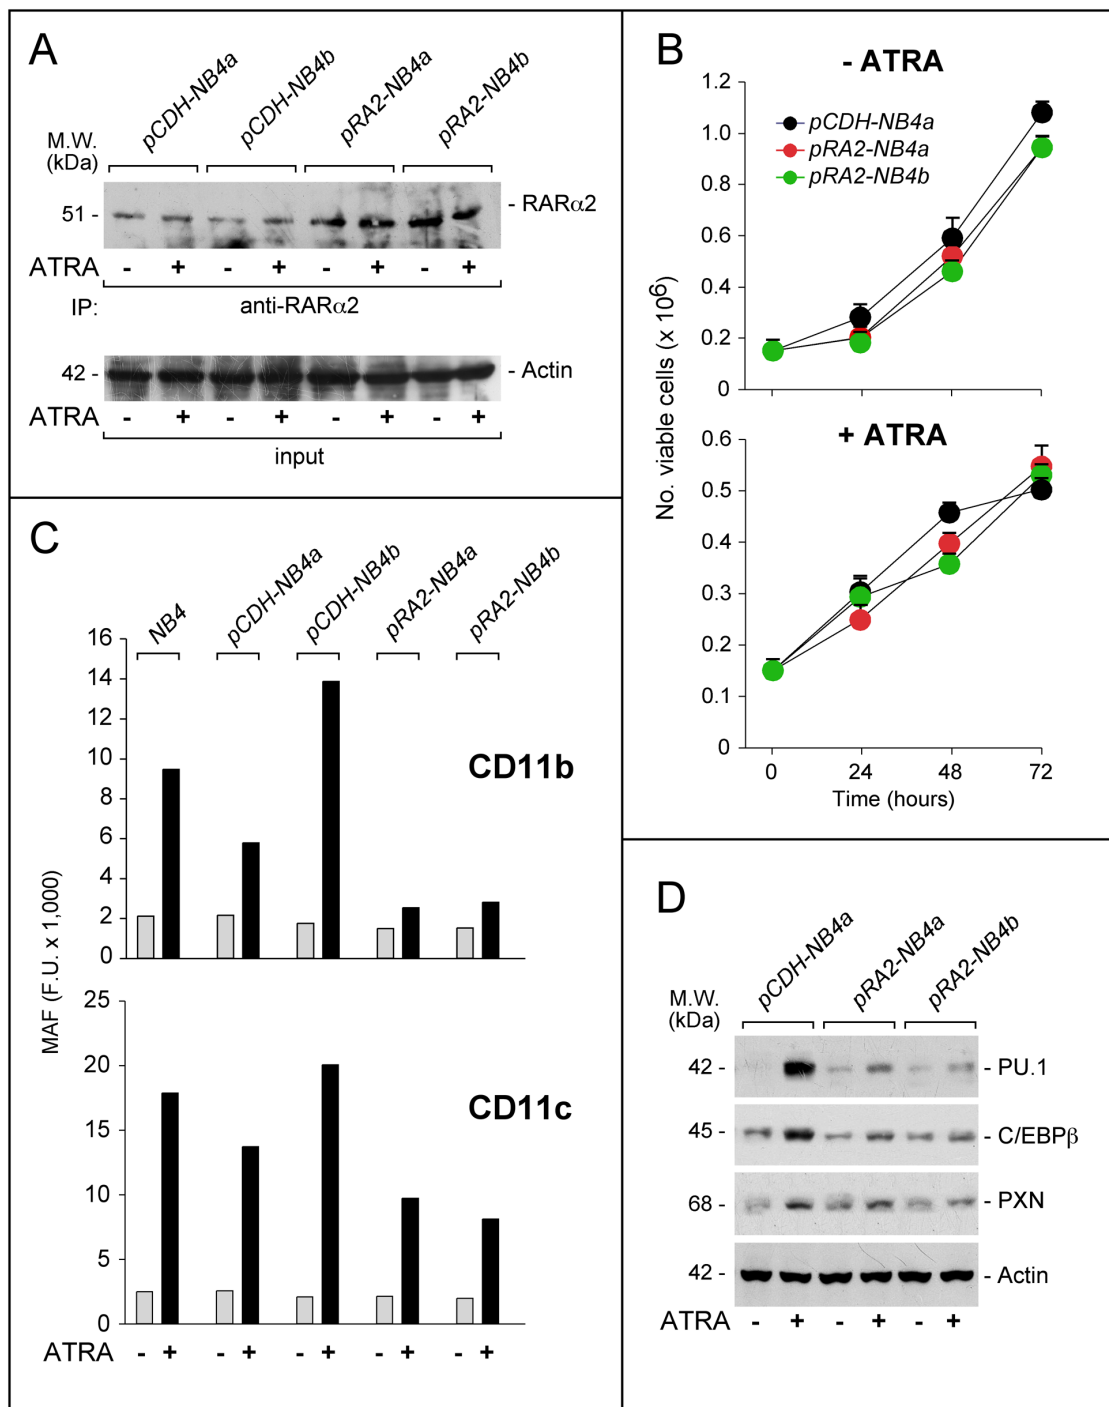 A
pCDH-NB4a
pCDH-NB4b
pRA2-NB4a
pRA2-NB4b
M.W.
(kDa)
51 -
- RARα2
ATRA - + - + - + - +
IP: anti-RARα2
42 -
- Actin
ATRA - + - + - + - +
input
B
- ATRA
pCDH-NB4a
pRA2-NB4a
pRA2-NB4b
1.2
1.0
0.8
0.6
0.4
0.2
0
No. viable cells (x 10⁶)
+ ATRA
0.6
0.5
0.4
0.3
0.2
0.1
0
0 24 48 72
Time (hours)
C
NB4
pCDH-NB4a
pCDH-NB4b
pRA2-NB4a
pRA2-NB4b
16
14
12
10
8
6
4
2
0
CD11b
MAF (F.U. x 1,000)
25
20
15
10
5
0
CD11c
ATRA - + - + - + - + - +
D
pCDH-NB4a
pRA2-NB4a
pRA2-NB4b
M.W.
(kDa)
42 - - PU.1
45 - - C/EBPβ
68 - - PXN
42 - - Actin
ATRA - + - + - +